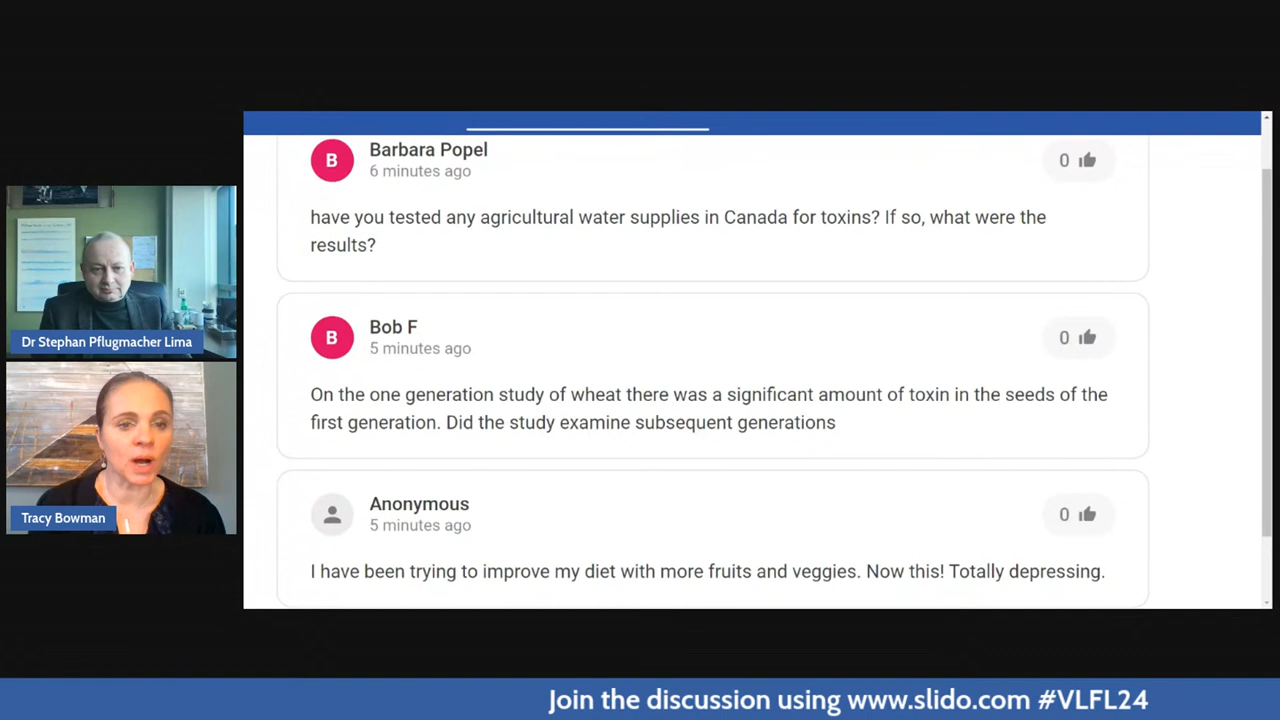 Dr Stephan Pflugmacher Lima
Tracy Bowman
B
Barbara Popel
6 minutes ago
0
have you tested any agricultural water supplies in Canada for toxins? If so, what were the
results?
B
Bob F
5 minutes ago
0
On the one generation study of wheat there was a significant amount of toxin in the seeds of the
first generation. Did the study examine subsequent generations
Anonymous
5 minutes ago
0
I have been trying to improve my diet with more fruits and veggies. Now this! Totally depressing.
Join the discussion using www.slido.com #VLFL24